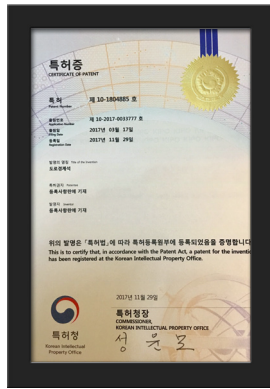 특허증
CERTIFICATE OF PATENT
특허 제 10-1804885 호
Patent Number
출원번호 제 10-2017-0033777 호
Application Number
출원일 2017년 03월 17일
Filing Date
등록일 2017년 11월 29일
Registration Date
발명의 명칭 Title of the Invention
도로경계석
특허권자 Patentee
등록사항란에 기재
발명자 Inventor
등록사항란에 기재
위의 발명은 「특허법」에 따라 특허등록원부에 등록되었음을 증명합니다
This is to certify that, in accordance with the Patent Act, a patent for the inventio
has been registered at the Korean Intellectual Property Office.
2017년 11월 29일
특허청장
COMMISSIONER,
KOREAN INTELLECTUAL PROPERTY OFFICE
성윤모
특허청
Korean Intellectual
Property Office